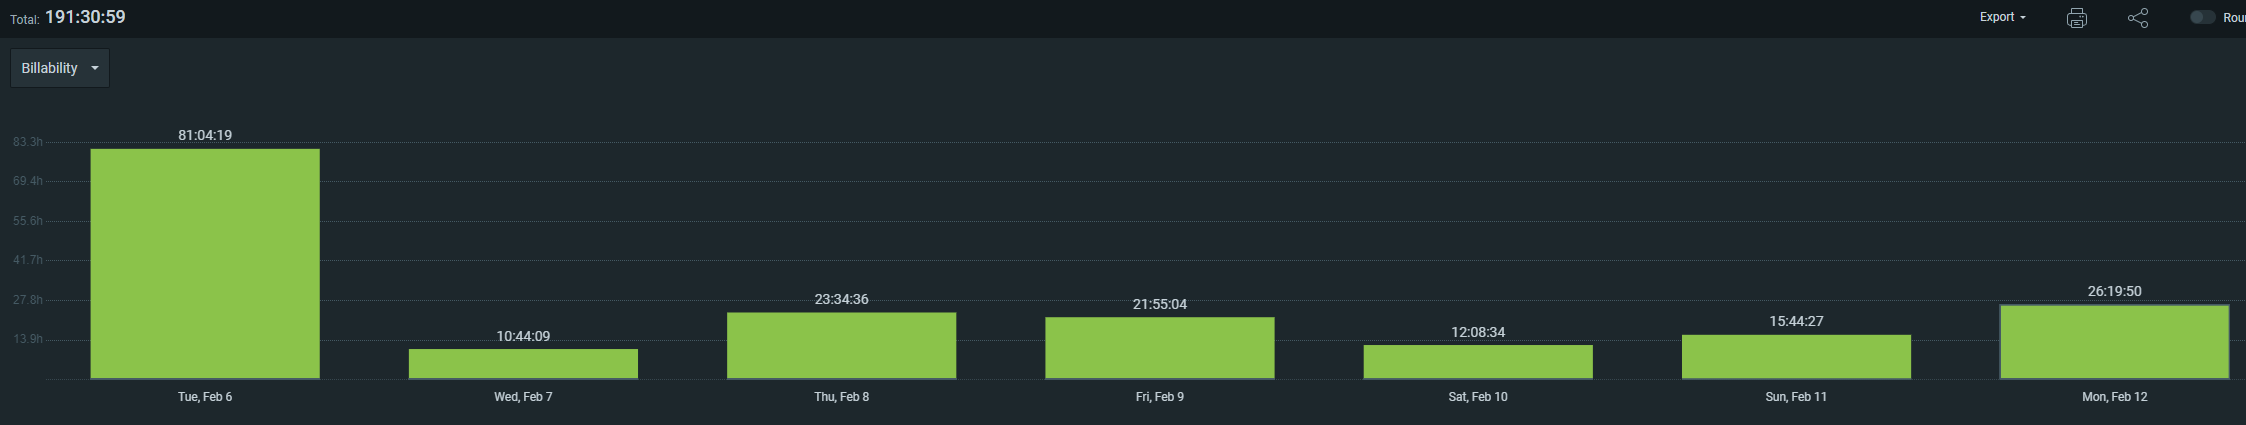 Total: 191:30:59
Export
Rou
Billability
83.3h
69.4h
55.6h
41.7h
27.8h
13.9h
81:04:19
10:44:09
23:34:36
21:55:04
12:08:34
15:44:27
26:19:50
Tue, Feb 6
Wed, Feb 7
Thu, Feb 8
Fri, Feb 9
Sat, Feb 10
Sun, Feb 11
Mon, Feb 12